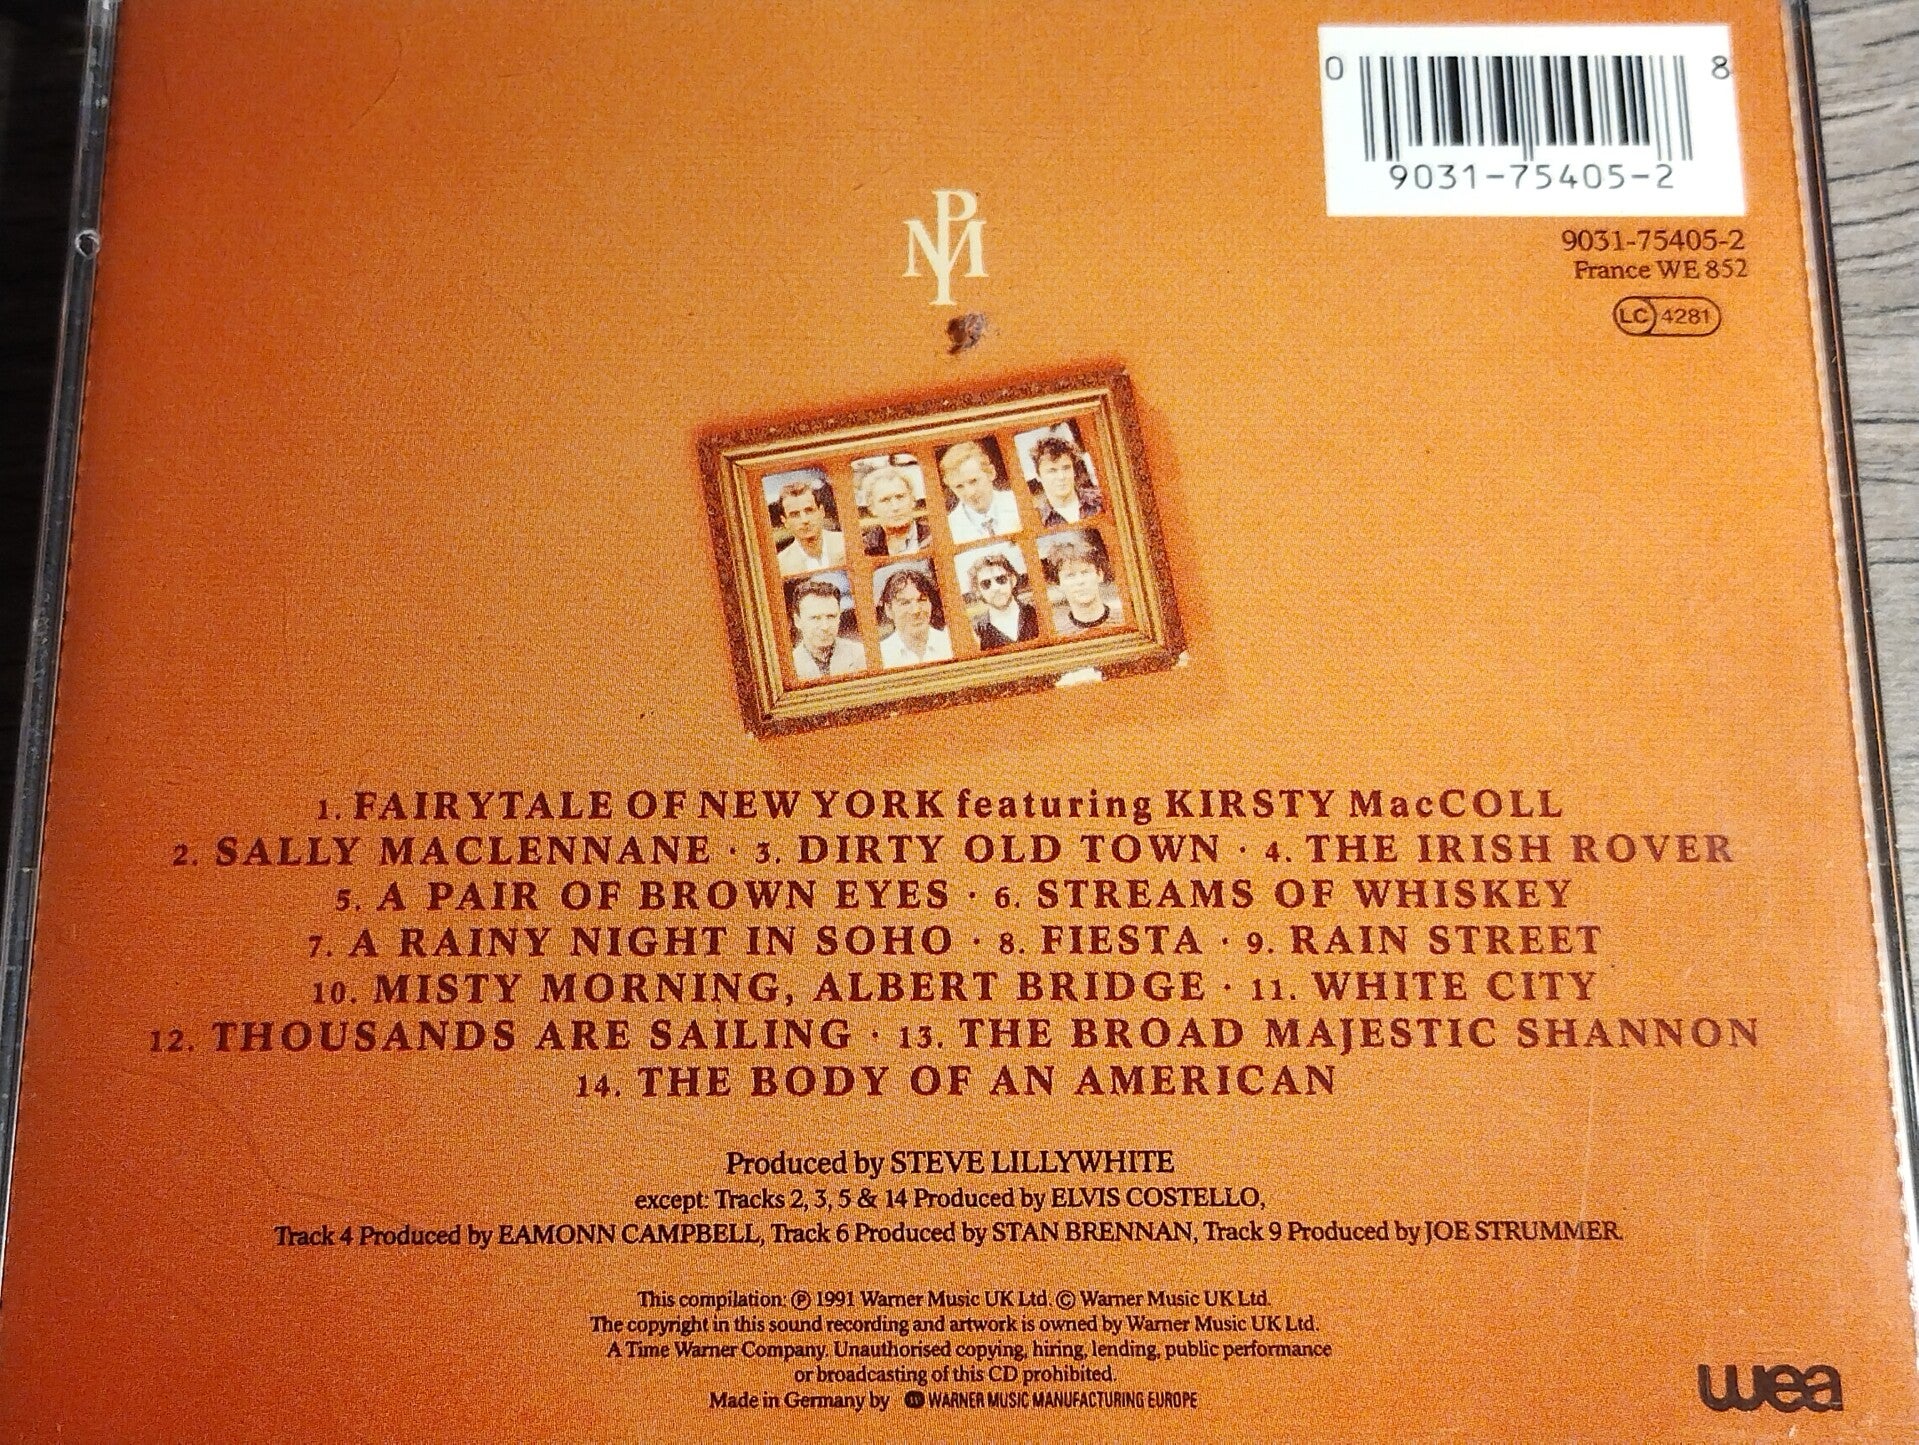 0 8
9031-75405-2
9031-75405-2
France WE 852
LC 4281
PM
1. FAIRYTALE OF NEW YORK featuring KIRSTY MacCOLL
2. SALLY MACLENNANE · 3. DIRTY OLD TOWN · 4. THE IRISH ROVER
5. A PAIR OF BROWN EYES · 6. STREAMS OF WHISKEY
7. A RAINY NIGHT IN SOHO · 8. FIESTA · 9. RAIN STREET
10. MISTY MORNING, ALBERT BRIDGE · 11. WHITE CITY
12. THOUSANDS ARE SAILING · 13. THE BROAD MAJESTIC SHANNON
14. THE BODY OF AN AMERICAN
Produced by STEVE LILLYWHITE
except: Tracks 2, 3, 5 & 14 Produced by ELVIS COSTELLO,
Track 4 Produced by EAMONN CAMPBELL, Track 6 Produced by STAN BRENNAN, Track 9 Produced by JOE STRUMMER.
This compilation: ℗ 1991 Warner Music UK Ltd. © Warner Music UK Ltd.
The copyright in this sound recording and artwork is owned by Warner Music UK Ltd.
A Time Warner Company. Unauthorised copying, hiring, lending, public performance
or broadcasting of this CD prohibited.
Made in Germany by WARNER MUSIC MANUFACTURING EUROPE
wea